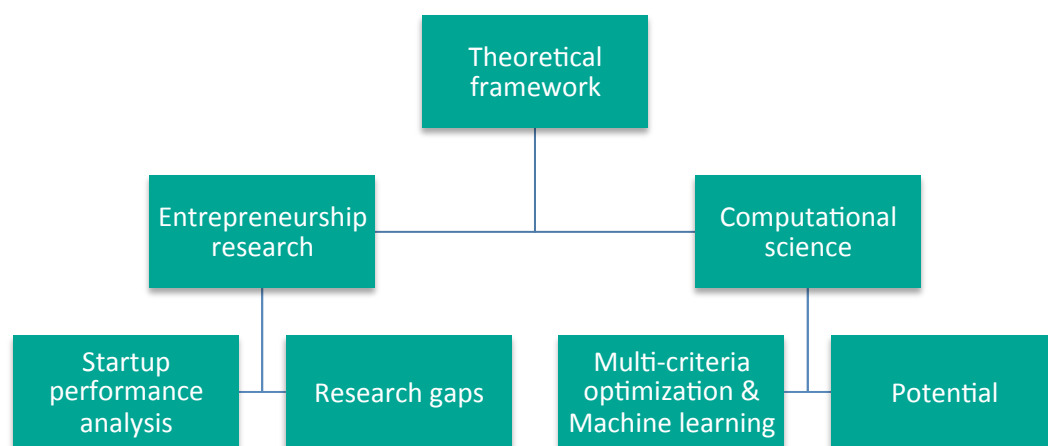 Theoretical
framework
Entrepreneurship
research
Computational
science
Startup
performance
analysis
Research gaps
Multi-criteria
optimization &
Machine learning
Potential